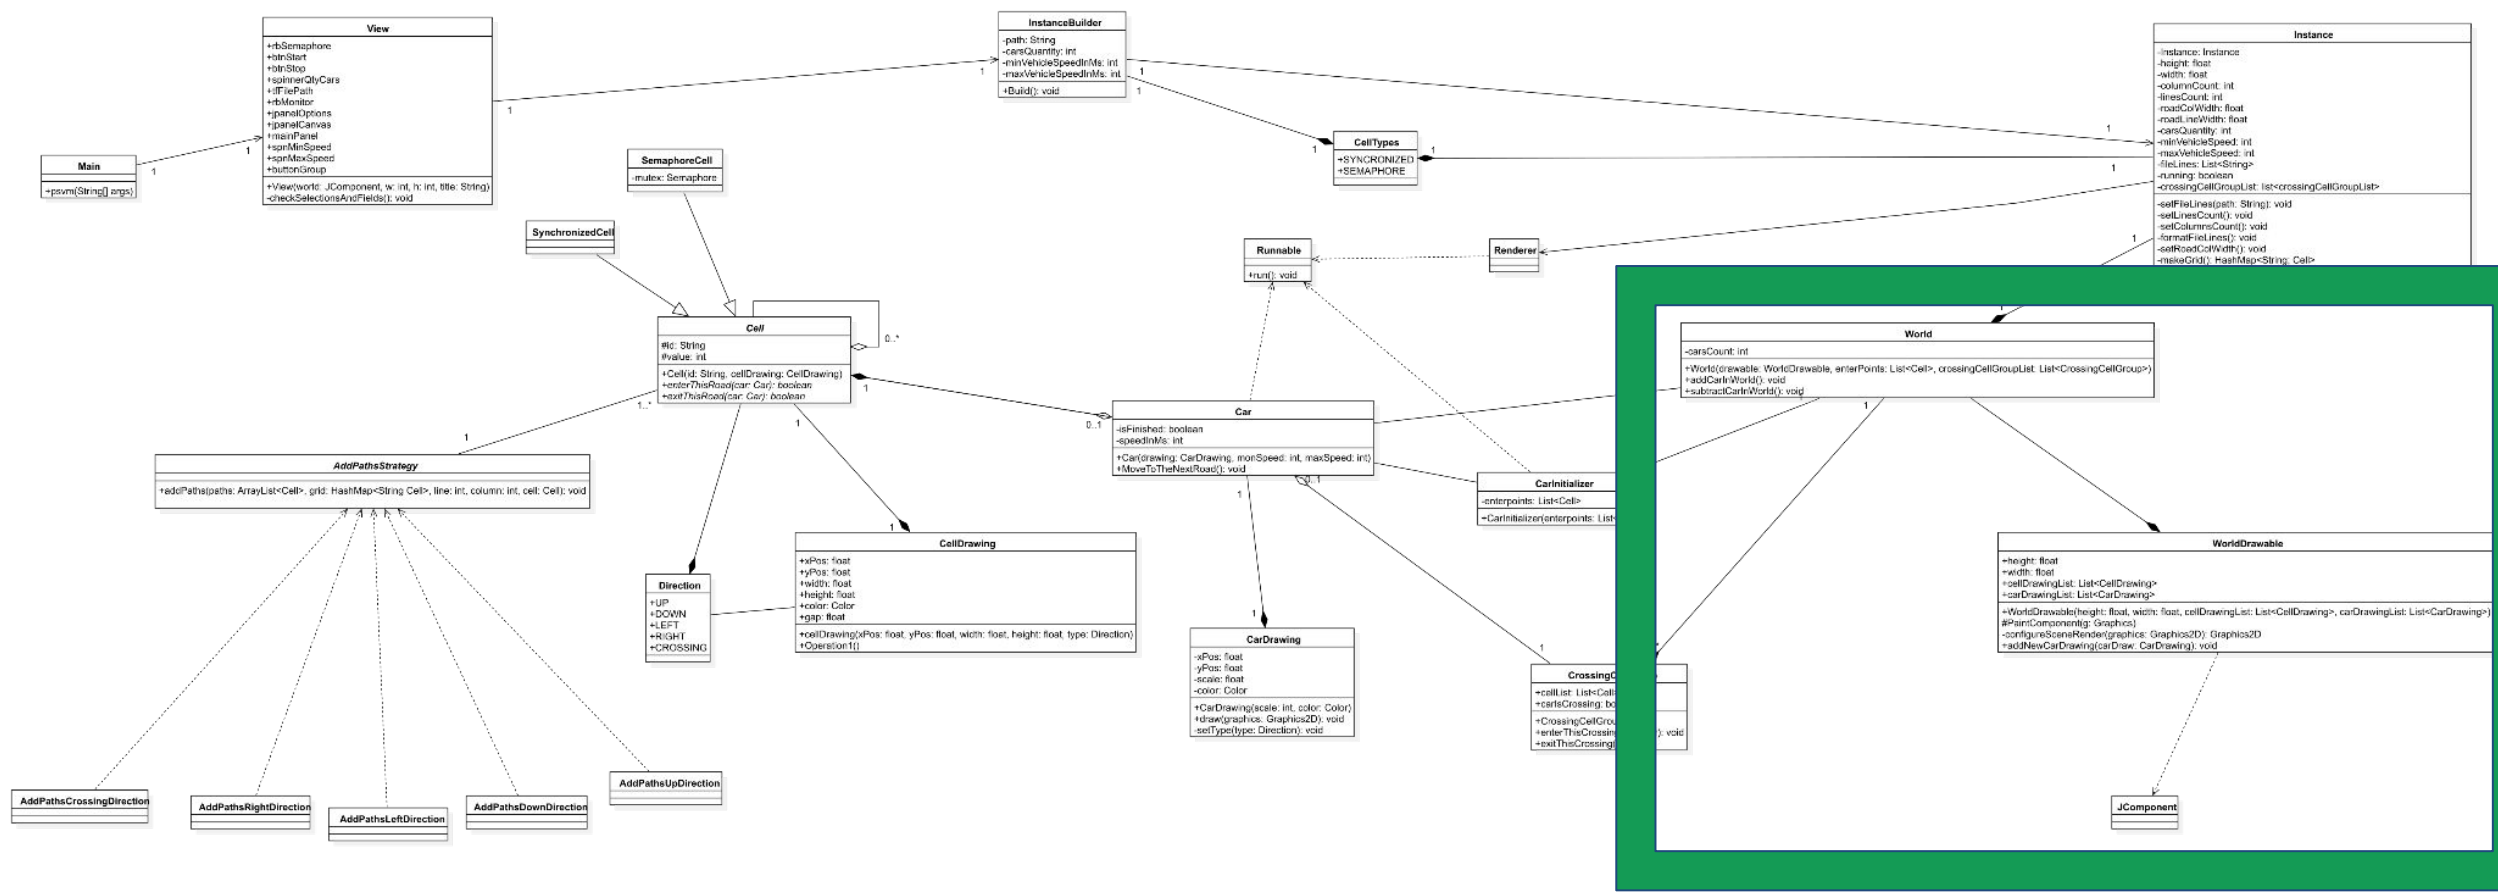 View
+rbSemaphore
+btnStart
+btnStop
+spinnerQtyCars
+tfFilePath
+rbMonitor
+jpanelOptions
+jpanelCanvas
+mainPanel
+spnMinSpeed
+spnMaxSpeed
+buttonGroup
+View(world: JComponent, w: int, h: int, title: String)
-checkSelectionsAndFields(): void
1
1
InstanceBuilder
-path: String
-carsQuantity: int
-minVehicleSpeedInMs: int
-maxVehicleSpeedInMs: int
+Build(): void
1
1
1
1
Instance
-Instance: Instance
-height: float
-width: float
-columnCount: int
-linesCount: int
-roadColWidth: float
-roadLineWidth: float
-carsQuantity: int
-minVehicleSpeed: int
-maxVehicleSpeed: int
-fileLines: List<String>
-running: boolean
-crossingCellGroupList: list<crossingCellGroupList>
-setFileLines(path: String): void
-setLinesCount(): void
-setColumnsCount(): void
-formatFileLines(): void
-setRoadColWidth(): void
-makeGrid(): HashMap<String; Cell>
Main
+psvm(String[] args)
1
1
CellTypes
+SYNCRONIZED
+SEMAPHORE
1
1
1
SemaphoreCell
-mutex: Semaphore
SynchronizedCell
Runnable
+run(): void
Renderer
Cell
#id: String
#value: int
+Cell(id: String, cellDrawing: CellDrawing)
+enterThisRoad(car: Car): boolean
+exitThisRoad(car: Car): boolean
0..*
1
0..1
1..*
1
1
World
-carsCount: int
+World(drawable: WorldDrawable, enterPoints: List<Cell>, crossingCellGroupList: List<CrossingCellGroup>)
+addCarInWorld(): void
+subtractCarInWorld(): void
1
Car
-isFinished: boolean
-speedInMs: int
+Car(drawing: CarDrawing, monSpeed: int, maxSpeed: int)
+MoveToTheNextRoad(): void
1
AddPathsStrategy
+addPaths(paths: ArrayList<Cell>, grid: HashMap<String Cell>, line: int, column: int, cell: Cell): void
CarInitializer
-enterpoints: List<Cell>
+CarInitializer(enterpoints: List<
CellDrawing
+xPos: float
+yPos: float
+width: float
+height: float
+color: Color
+gap: float
+cellDrawing(xPos: float, yPos: float, width: float, height: float, type: Direction)
+Operation1()
1
Direction
+UP
+DOWN
+LEFT
+RIGHT
+CROSSING
WorldDrawable
+height: float
+width: float
+cellDrawingList: List<CellDrawing>
+carDrawingList: List<CarDrawing>
+WorldDrawable(height: float, width: float, cellDrawingList: List<CellDrawing>, carDrawingList: List<CarDrawing>)
#PaintComponent(g: Graphics)
-configureSceneRender(graphics: Graphics2D): Graphics2D
+addNewCarDrawing(carDraw: CarDrawing): void
1
CarDrawing
-xPos: float
-yPos: float
-scale: float
-color: Color
+CarDrawing(scale: int, color: Color)
+draw(graphics: Graphics2D): void
-setType(type: Direction): void
1
+cellList: List<Cell
+carIsCrossing: bo
+CrossingCellGrou
+enterThisCrossing
): void
+exitThisCrossing
AddPathsCrossingDirection
AddPathsRightDirection
AddPathsLeftDirection
AddPathsDownDirection
AddPathsUpDirection
JComponent